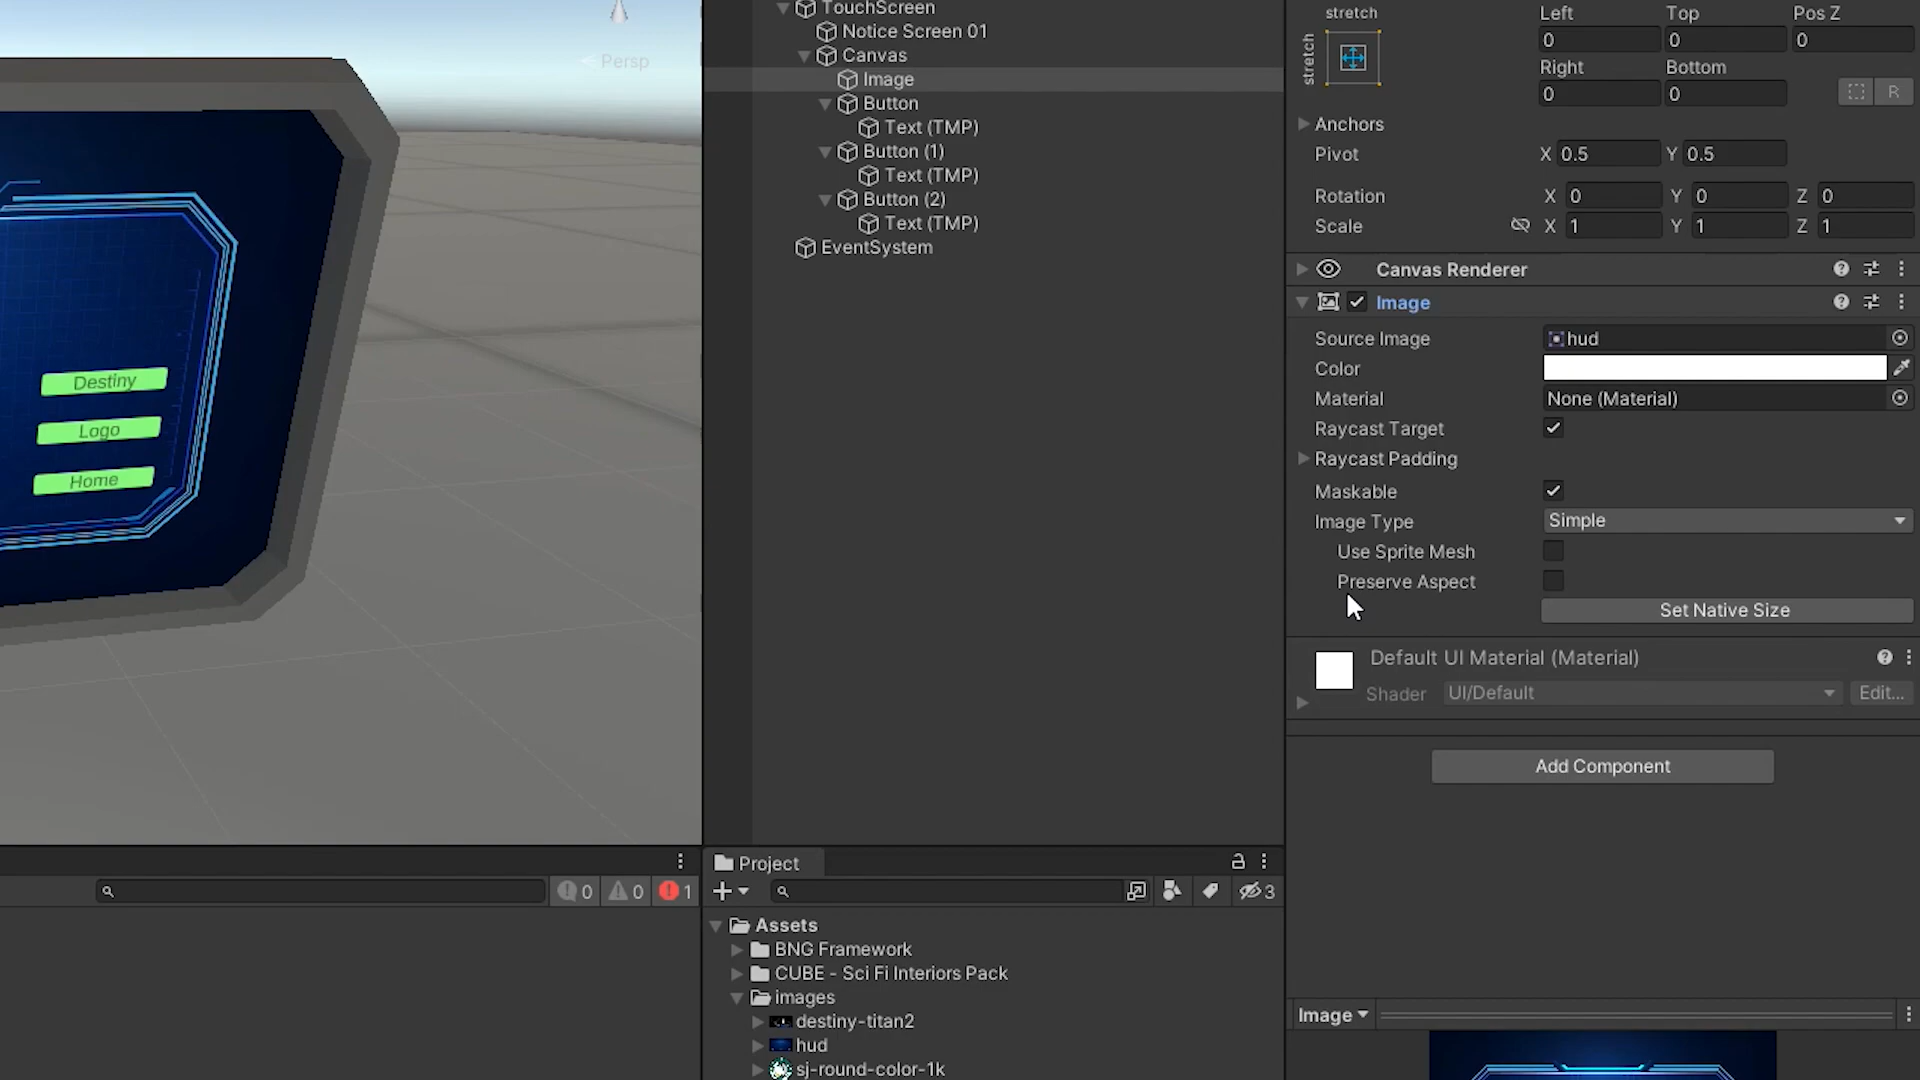 Persp
Destiny
Logo
Home
TouchScreen
Notice Screen 01
Canvas
Image
Button
Text (TMP)
Button (1)
Text (TMP)
Button (2)
Text (TMP)
EventSystem
0
0
1
Project
3
Assets
BNG Framework
CUBE - Sci Fi Interiors Pack
images
destiny-titan2
hud
sj-round-color-1k
stretch
stretch
Left Top Pos Z
0 0 0
Right Bottom
0 0 R
Anchors
Pivot X 0.5 Y 0.5
Rotation X 0 Y 0 Z 0
Scale X 1 Y 1 Z 1
Canvas Renderer
Image
Source Image hud
Color
Material None (Material)
Raycast Target
Raycast Padding
Maskable
Image Type Simple
Use Sprite Mesh
Preserve Aspect
Set Native Size
Default UI Material (Material)
Shader UI/Default Edit...
Add Component
Image